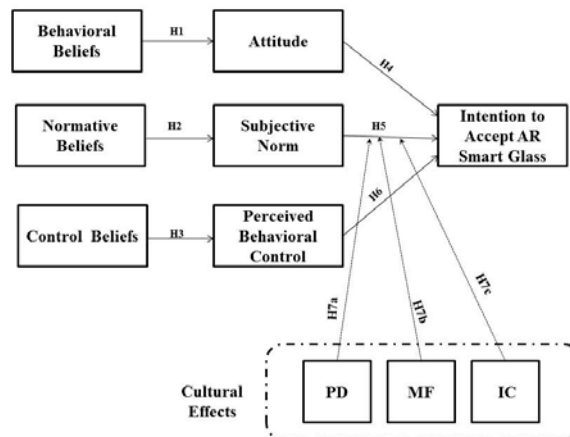 Behavioral
Beliefs
H1
Attitude
H4
Normative
Beliefs
H2
Subjective
Norm
H5
Intention to
Accept AR
Smart Glass
Control Beliefs
H3
Perceived
Behavioral
Control
H6
H7a
H7b
H7c
Cultural
Effects
PD
MF
IC